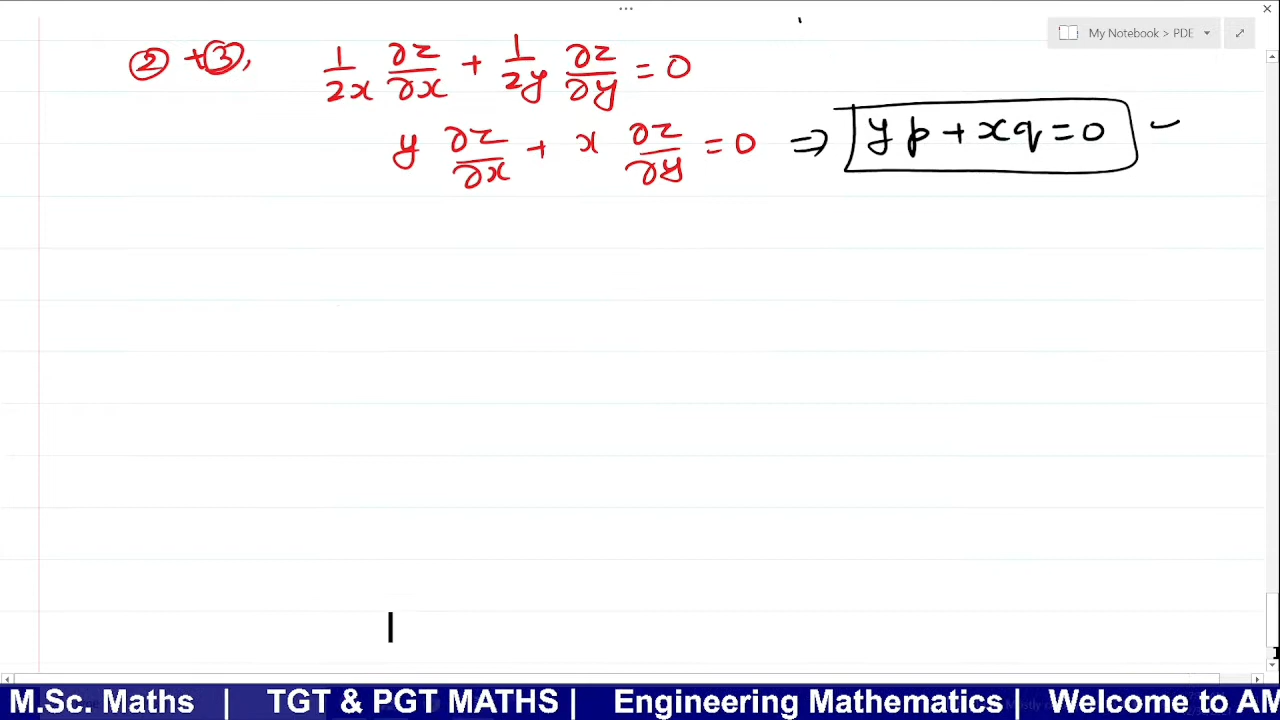 ...
My Notebook > PDE
② + ③, 1/2x ∂z/∂x + 1/2y ∂z/∂y = 0
y ∂z/∂x + x ∂z/∂y = 0 ⇒ yp + xq = 0
M.Sc. Maths | TGT & PGT MATHS | Engineering Mathematics | Welcome to AM